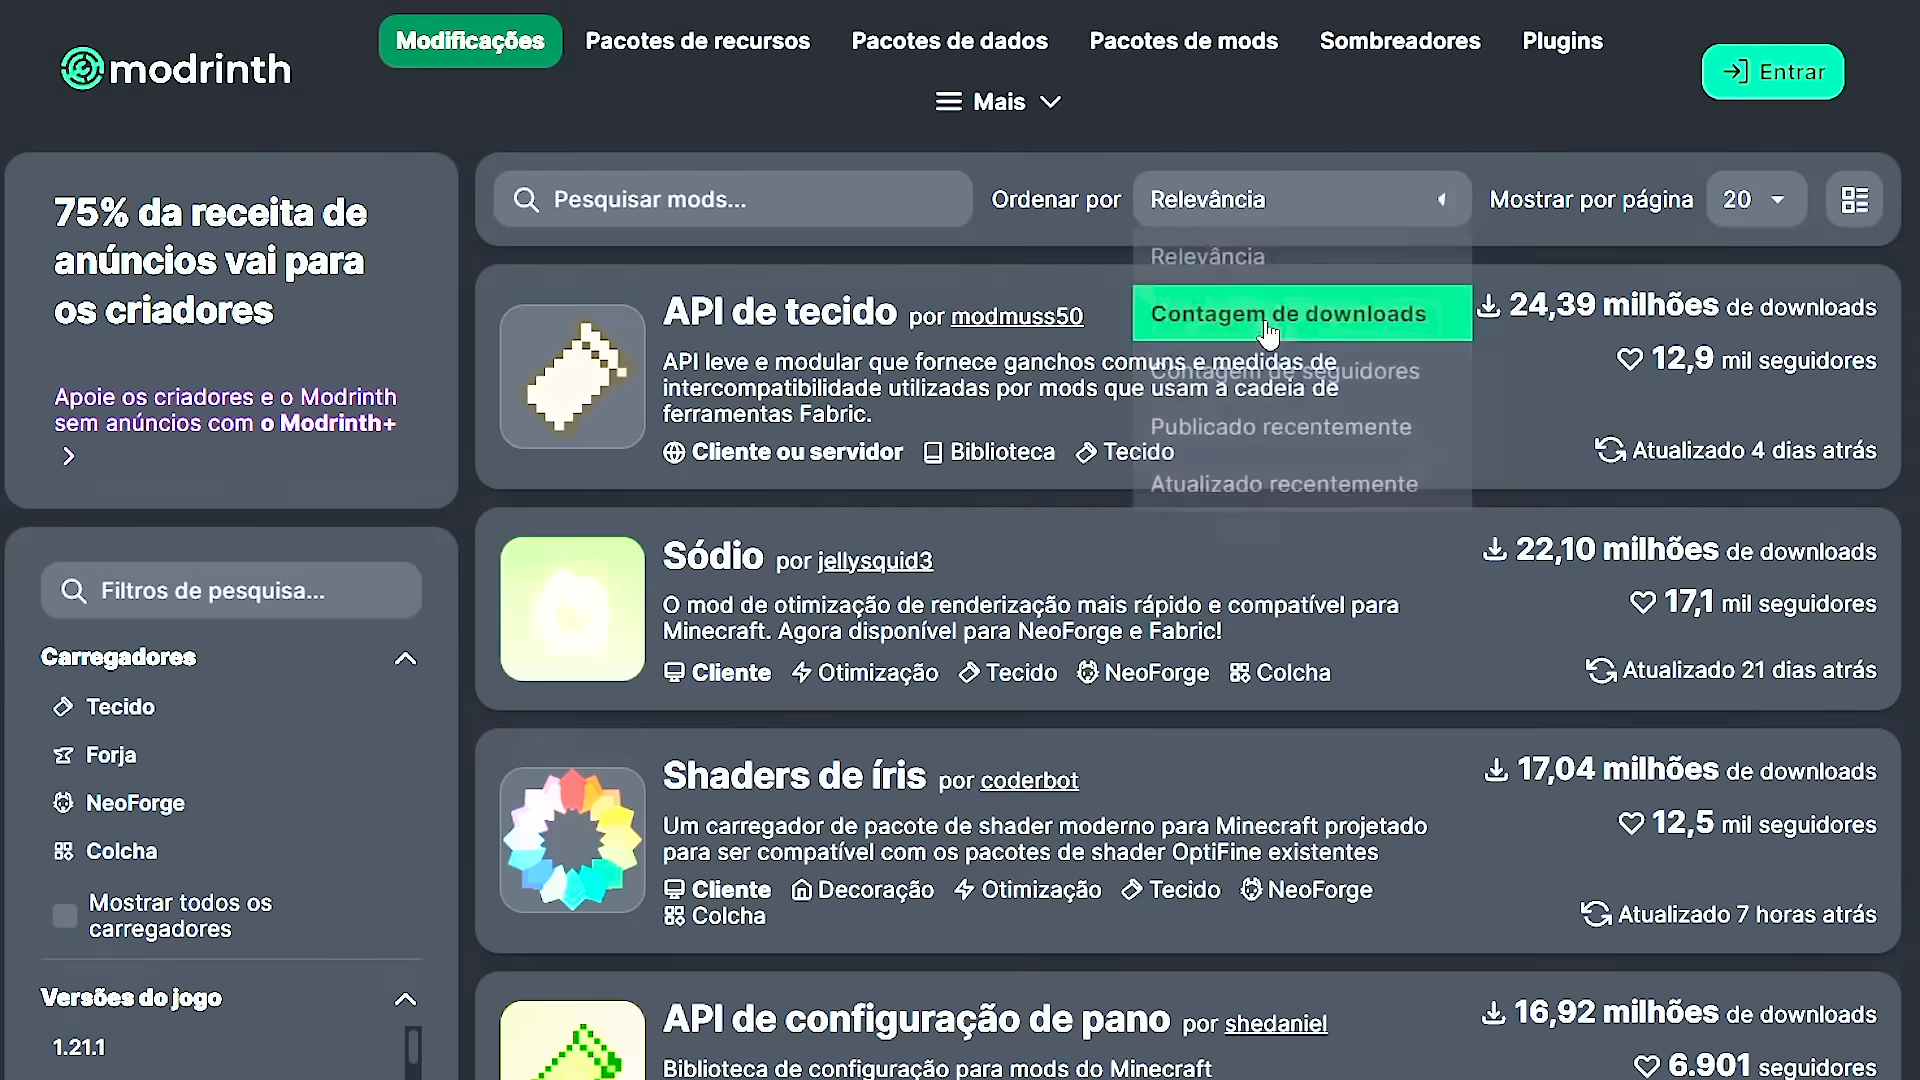 modrinth
Modificações
Pacotes de recursos
Pacotes de dados
Pacotes de mods
Sombreadores
Plugins
Mais
Entrar
75% da receita de
anúncios vai para
os criadores
Apoie os criadores e o Modrinth
sem anúncios com o Modrinth+
Filtros de pesquisa...
Carregadores
Tecido
Forja
NeoForge
Colcha
Mostrar todos os
carregadores
Versões do jogo
1.21.1
Pesquisar mods...
Ordenar por
Relevância
Mostrar por página
20
Relevância
Contagem de downloads
Contagem de seguidores
Publicado recentemente
Atualizado recentemente
API de tecido por modmuss50
24,39 milhões de downloads
12,9 mil seguidores
API leve e modular que fornece ganchos comuns e medidas de
intercompatibilidade utilizadas por mods que usam a cadeia de
ferramentas Fabric.
Cliente ou servidor Biblioteca Tecido
Atualizado 4 dias atrás
Sódio por jellysquid3
22,10 milhões de downloads
17,1 mil seguidores
O mod de otimização de renderização mais rápido e compatível para
Minecraft. Agora disponível para NeoForge e Fabric!
Cliente Otimização Tecido NeoForge Colcha
Atualizado 21 dias atrás
Shaders de íris por coderbot
17,04 milhões de downloads
12,5 mil seguidores
Um carregador de pacote de shader moderno para Minecraft projetado
para ser compatível com os pacotes de shader OptiFine existentes
Cliente Decoração Otimização Tecido NeoForge
Colcha
Atualizado 7 horas atrás
API de configuração de pano por shedaniel
16,92 milhões de downloads
6.901 seguidores
Biblioteca de configuração para mods do Minecraft